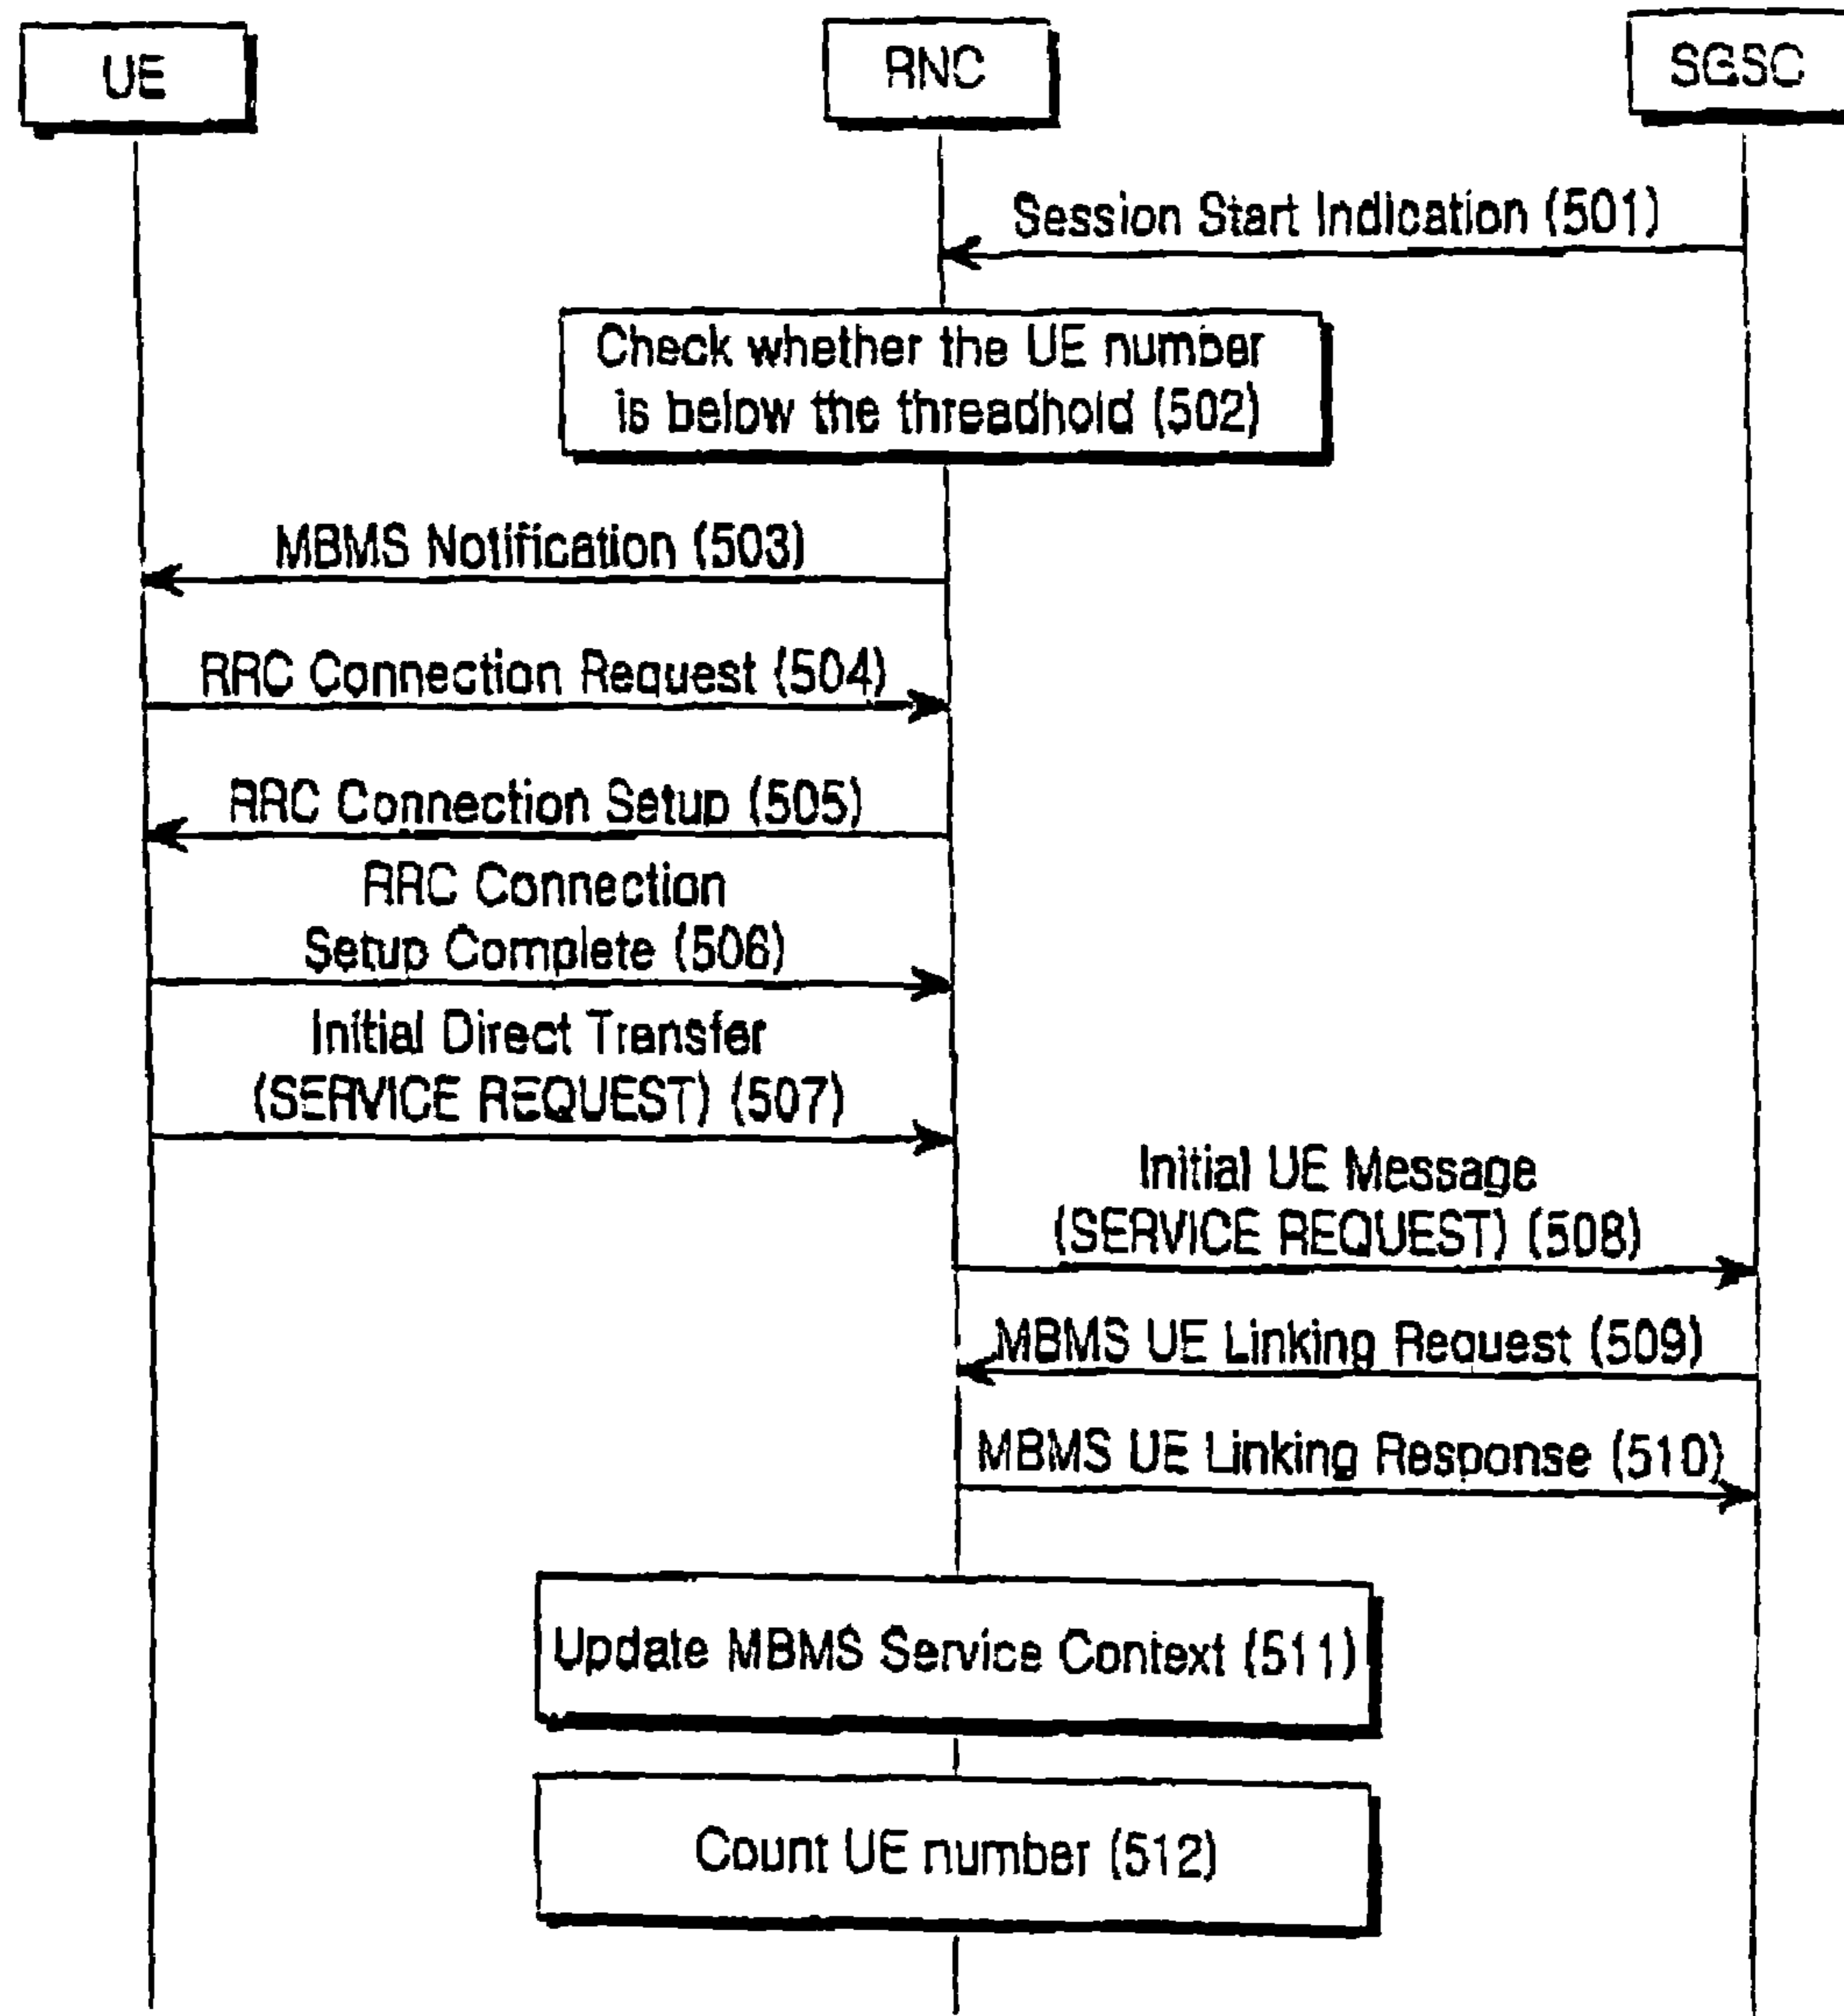 UE
RNC
SGSC
Session Start Indication (501)
Check whether the UE number
is below the threadhold (502)
MBMS Notification (503)
RRC Connection Request (504)
RRC Connection Setup (505)
RRC Connection
Setup Complete (506)
Initial Direct Transfer
(SERVICE REQUEST) (507)
Initial UE Message
(SERVICE REQUEST) (508)
MBMS UE Linking Request (509)
MBMS UE Linking Response (510)
Update MBMS Service Context (511)
Count UE number (512)